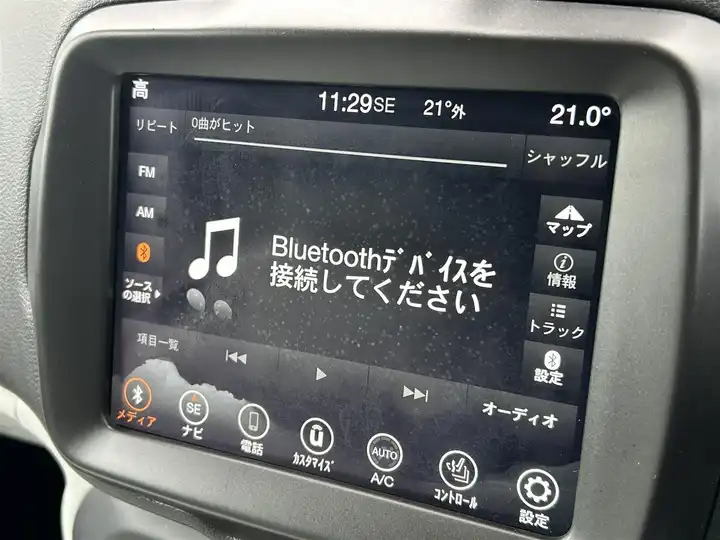 高 11:29SE 21°外 21.0°
リピート 0曲がヒット シャッフル
FM
AM
ソース
の選択
Bluetoothデバイスを
接続してください
マップ
情報
トラック
設定
項目一覧 オーディオ
メディア
SE
ナビ
電話
カスタマイズ
AUTO
A/C
コントロール
設定